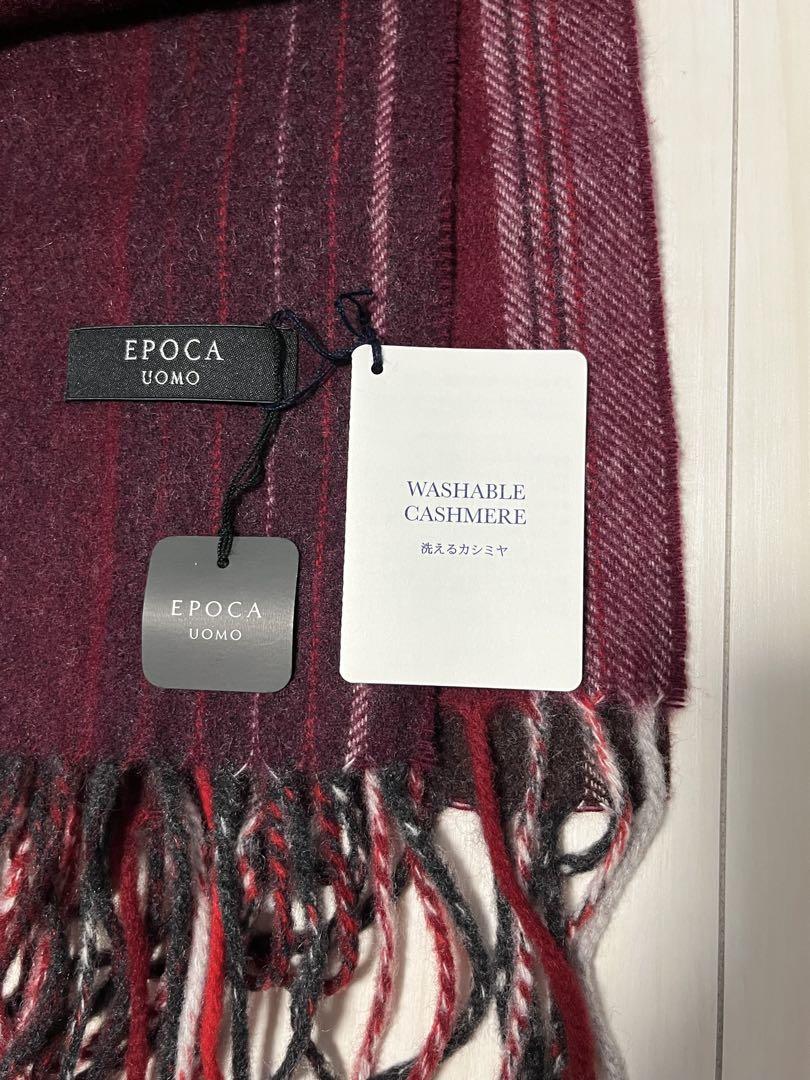 EPOCA
UOMO
WASHABLE
CASHMERE
洗えるカシミヤ
EPOCA
UOMO